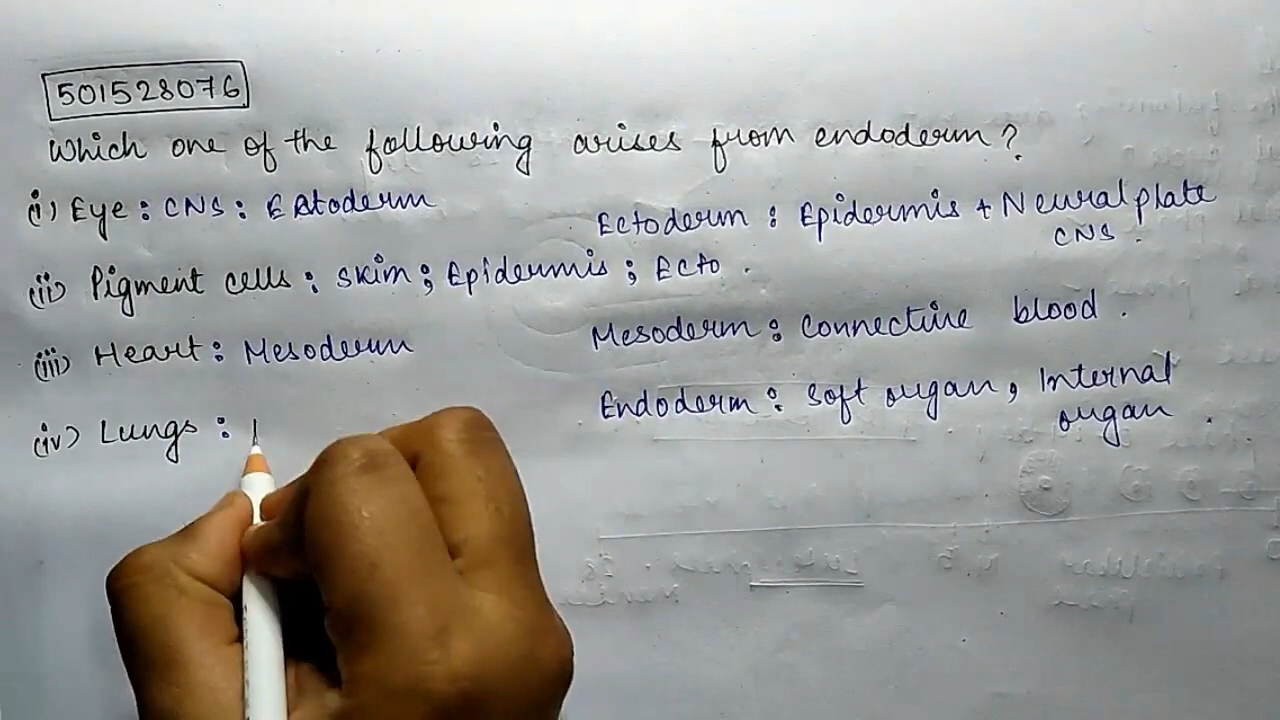 501528076
Which one of the following arises from endoderm?
(i) Eye : CNS : Ectoderm
(ii) Pigment cells : Skim ; Epidermis ; Ecto .
(iii) Heart : Mesoderm
(iv) Lungs :
Ectoderm : Epidermis + Neural plate
CNS .
Mesoderm : Connective blood .
Endoderm : Soft organ, Internal
organ .